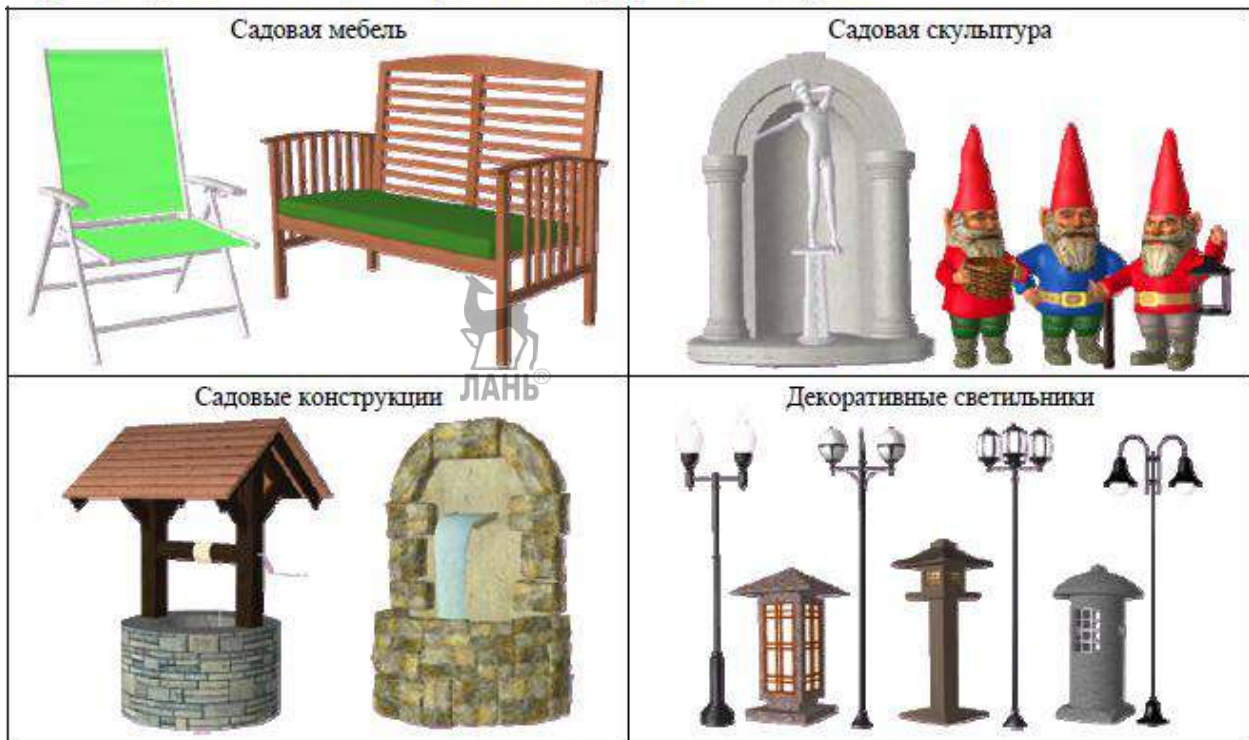 Садовая мебель
Садовая скульптура
ЛАНЬ®
Садовые конструкции
Декоративные светильники